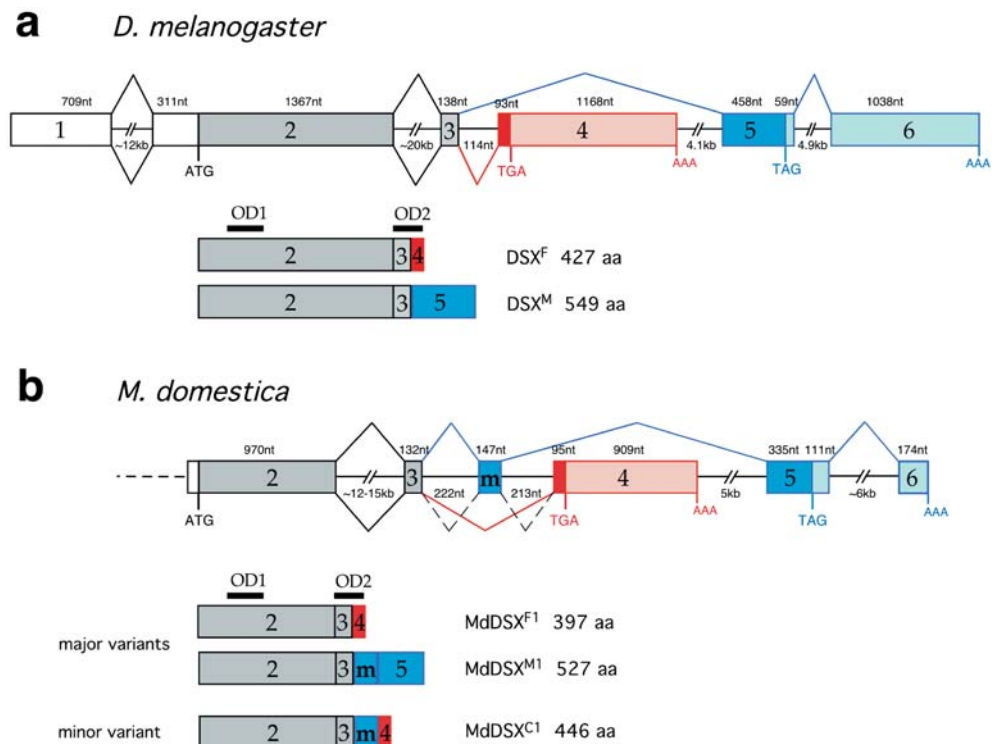 a D. melanogaster
709nt 311nt 1367nt 138nt 93nt 1168nt 458nt 59nt 1038nt
1 2 3 4 5 6
~12kb ~20kb 114nt 4.1kb 4.9kb
ATG TGA AAA TAG AAA
OD1 OD2
2 3 4 DSXF 427 aa
2 3 5 DSXM 549 aa
b M. domestica
970nt 132nt 147nt 95nt 909nt 335nt 111nt 174nt
2 3 m 4 5 6
~12-15kb 222nt 213nt 5kb ~6kb
ATG TGA AAA TAG AAA
OD1 OD2
2 3 4 MdDSXF1 397 aa
major variants
2 3 m 5 MdDSXM1 527 aa
minor variant 2 3 m 4 MdDSXC1 446 aa